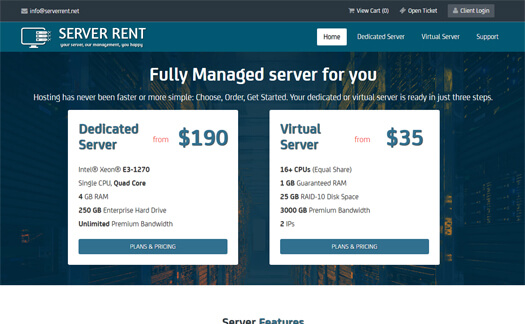 info@serverrent.net
View Cart (0)
Open Ticket
Client Login
SERVER RENT
your server, our management, you happy
Home
Dedicated Server
Virtual Server
Support
Fully Managed server for you
Hosting has never been faster or more simple: Choose, Order, Get Started. Your dedicated or virtual server is ready in just three steps.
Dedicated
Server
from
$190
Intel® Xeon® E3-1270
Single CPU, Quad Core
4 GB RAM
250 GB Enterprise Hard Drive
Unlimited Premium Bandwidth
PLANS & PRICING
Virtual
Server
from
$35
16+ CPUs (Equal Share)
1 GB Guaranteed RAM
25 GB RAID-10 Disk Space
3000 GB Premium Bandwidth
2 IPs
PLANS & PRICING
Server Features